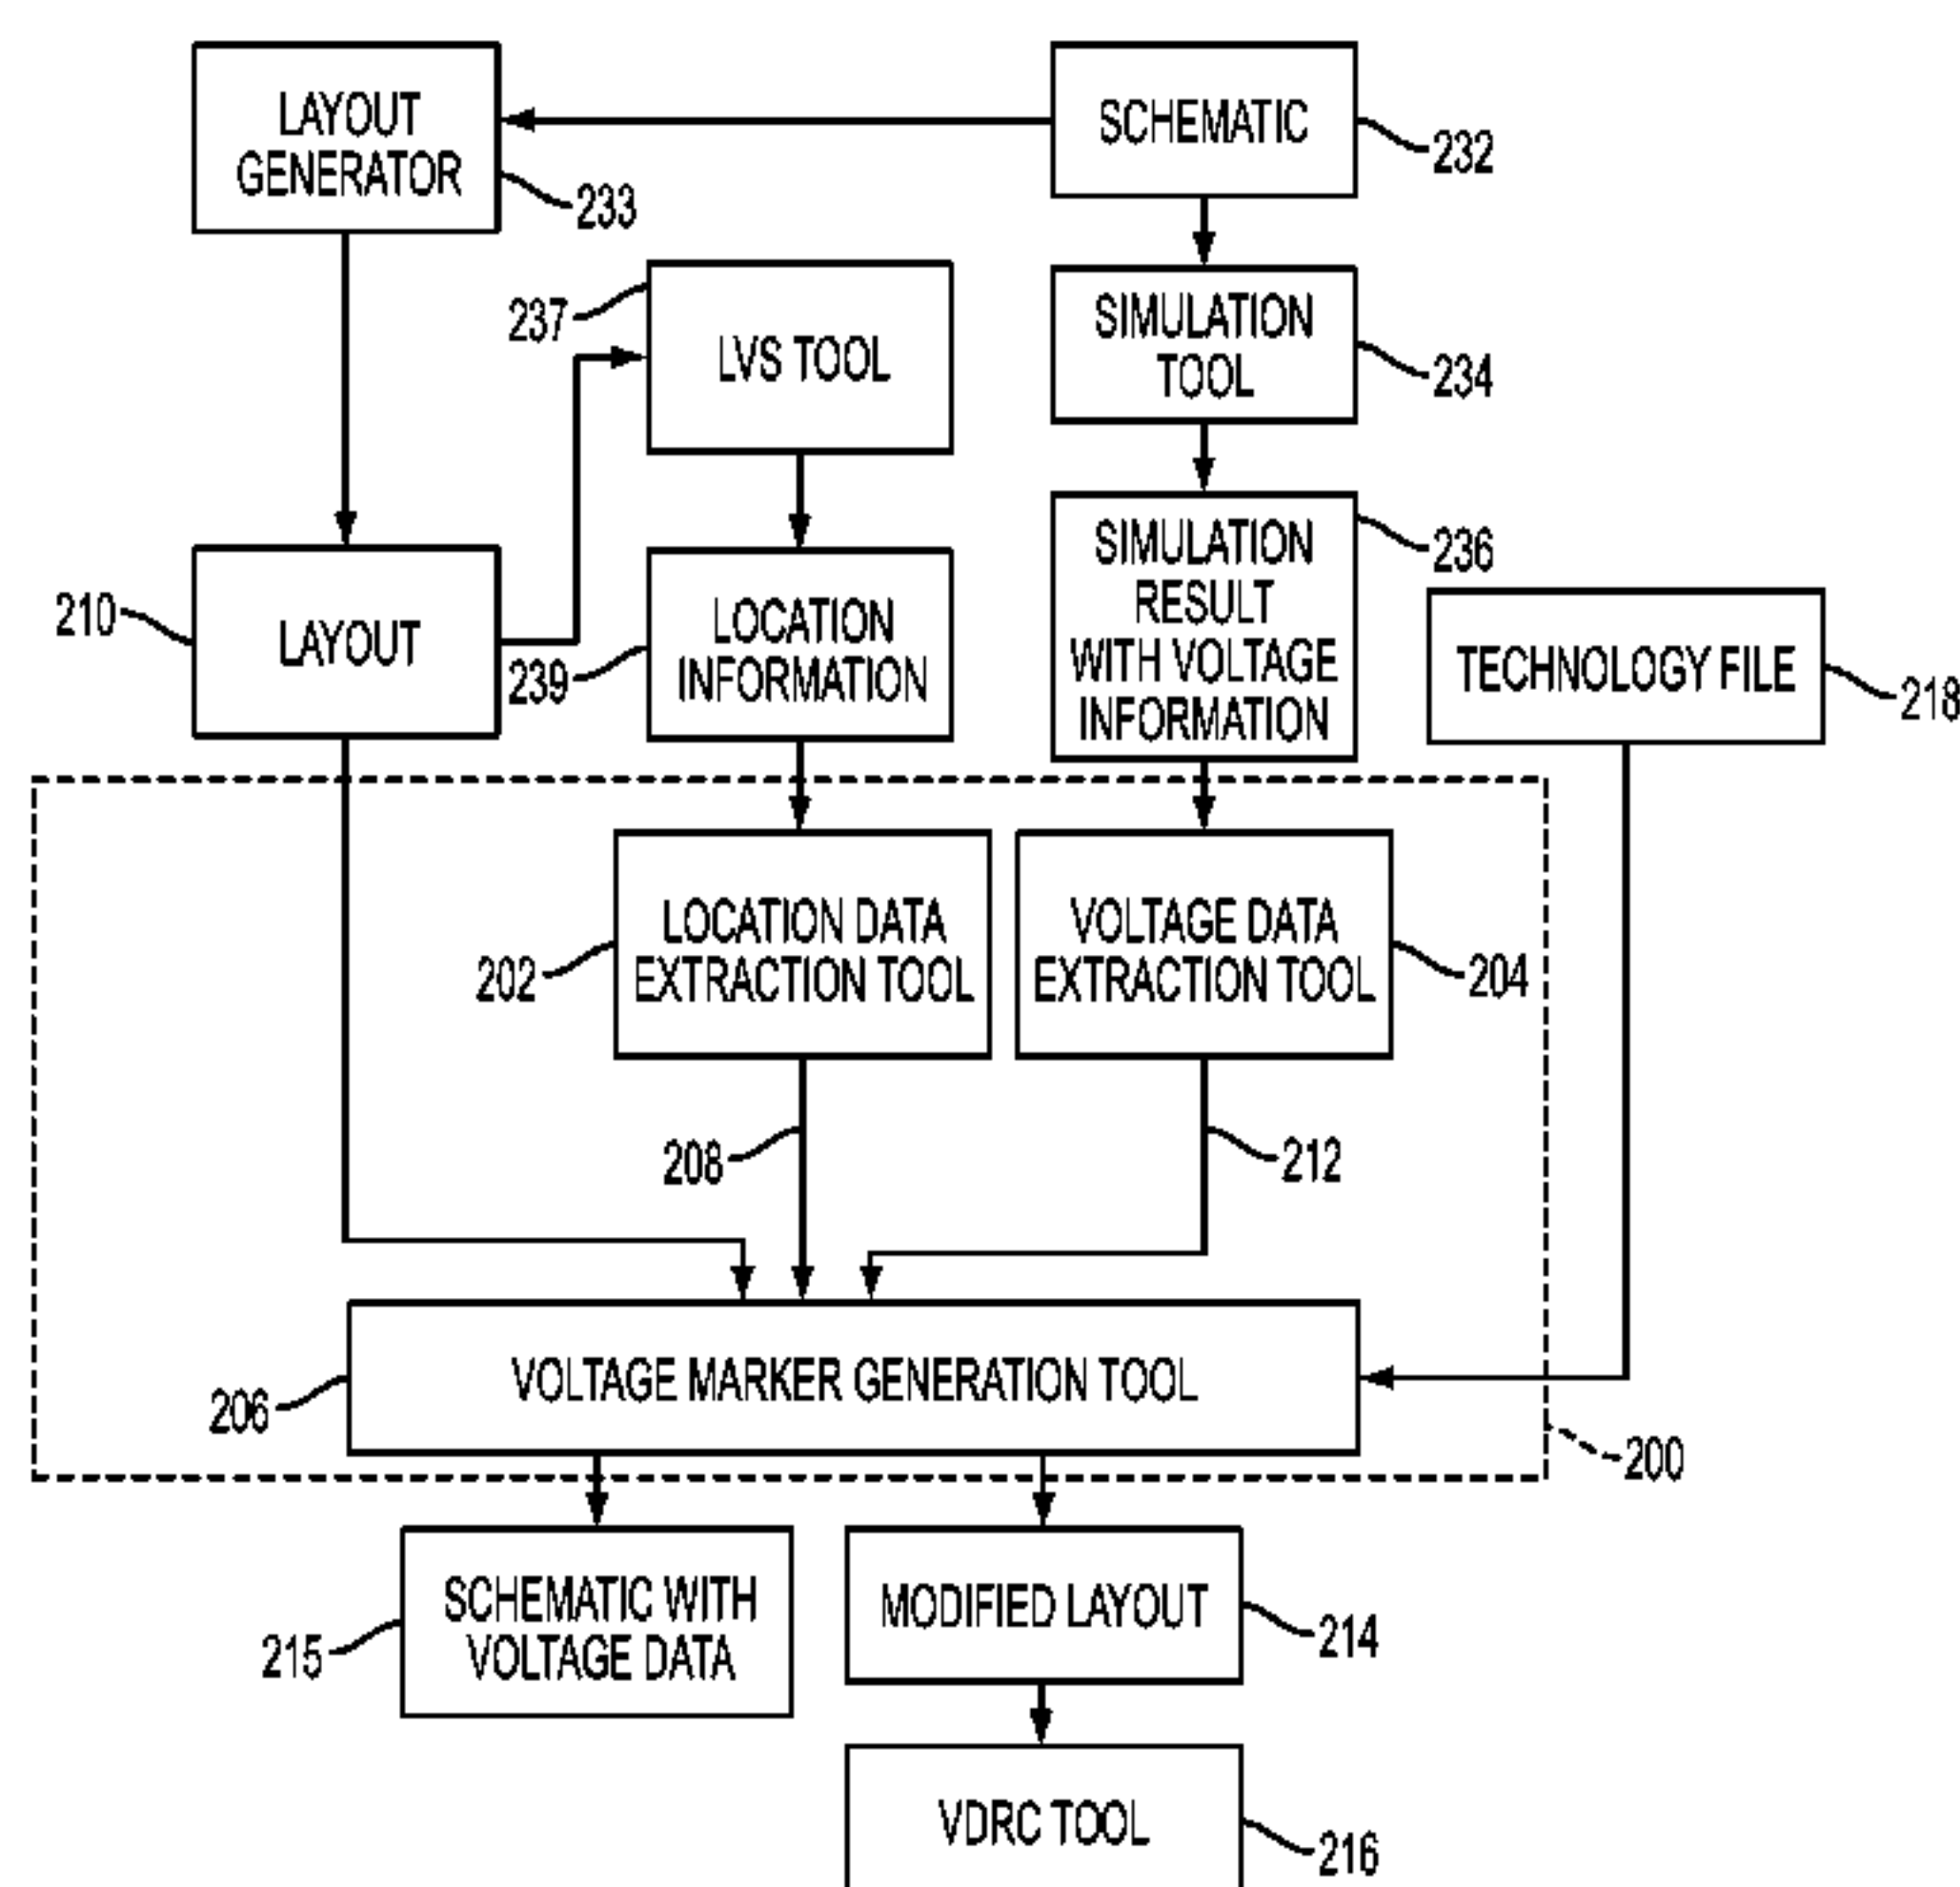 LAYOUT
GENERATOR
233
SCHEMATIC
232
237
LVS TOOL
SIMULATION
TOOL
234
210
LAYOUT
239
LOCATION
INFORMATION
SIMULATION
RESULT
WITH VOLTAGE
INFORMATION
236
TECHNOLOGY FILE
218
202
LOCATION DATA
EXTRACTION TOOL
VOLTAGE DATA
EXTRACTION TOOL
204
208
212
206
VOLTAGE MARKER GENERATION TOOL
200
215
SCHEMATIC WITH
VOLTAGE DATA
MODIFIED LAYOUT
214
VDRC TOOL
216